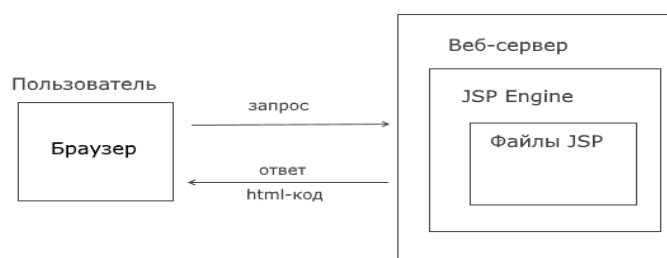 Пользователь
Браузер
запрос
ответ
html-код
Веб-сервер
JSP Engine
Файлы JSP